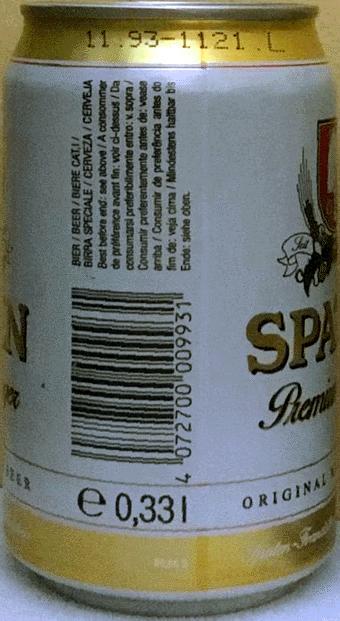 11.93-1121 L
BIER / BEER / BIERE CAT.I /
BIRRA SPECIALE / CERVEZA / CERVEJA
Best before end: see above / A consommer
de préférence avant fin: voir ci-dessus / Da
consumarsi preferibilmente entro: v. sopra /
Consumir preferentemente antes de: vease
arriba / Consumir de preferência antes do
fim de: veja cima / Mindestens haltbar bis
Ende: siehe oben.
4 072700 009931
e 0,33 l
N
SPA
Premiu
ORIGINAL
BEER